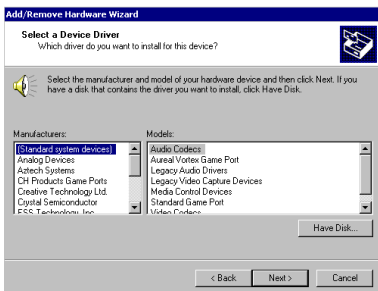 Add/Remove Hardware Wizard
Select a Device Driver
Which driver do you want to install for this device?
Select the manufacturer and model of your hardware device and then click Next. If you
have a disk that contains the driver you want to install, click Have Disk.
Manufacturers:
(Standard system devices)
Analog Devices
Aztech Systems
CH Products Game Ports
Creative Technology Ltd.
Crystal Semiconductor
ESS Technology, Inc.
Models:
Audio Codecs
Aureal Vortex Game Port
Legacy Audio Drivers
Legacy Video Capture Devices
Media Control Devices
Standard Game Port
Video Codecs
Have Disk...
< Back
Next >
Cancel